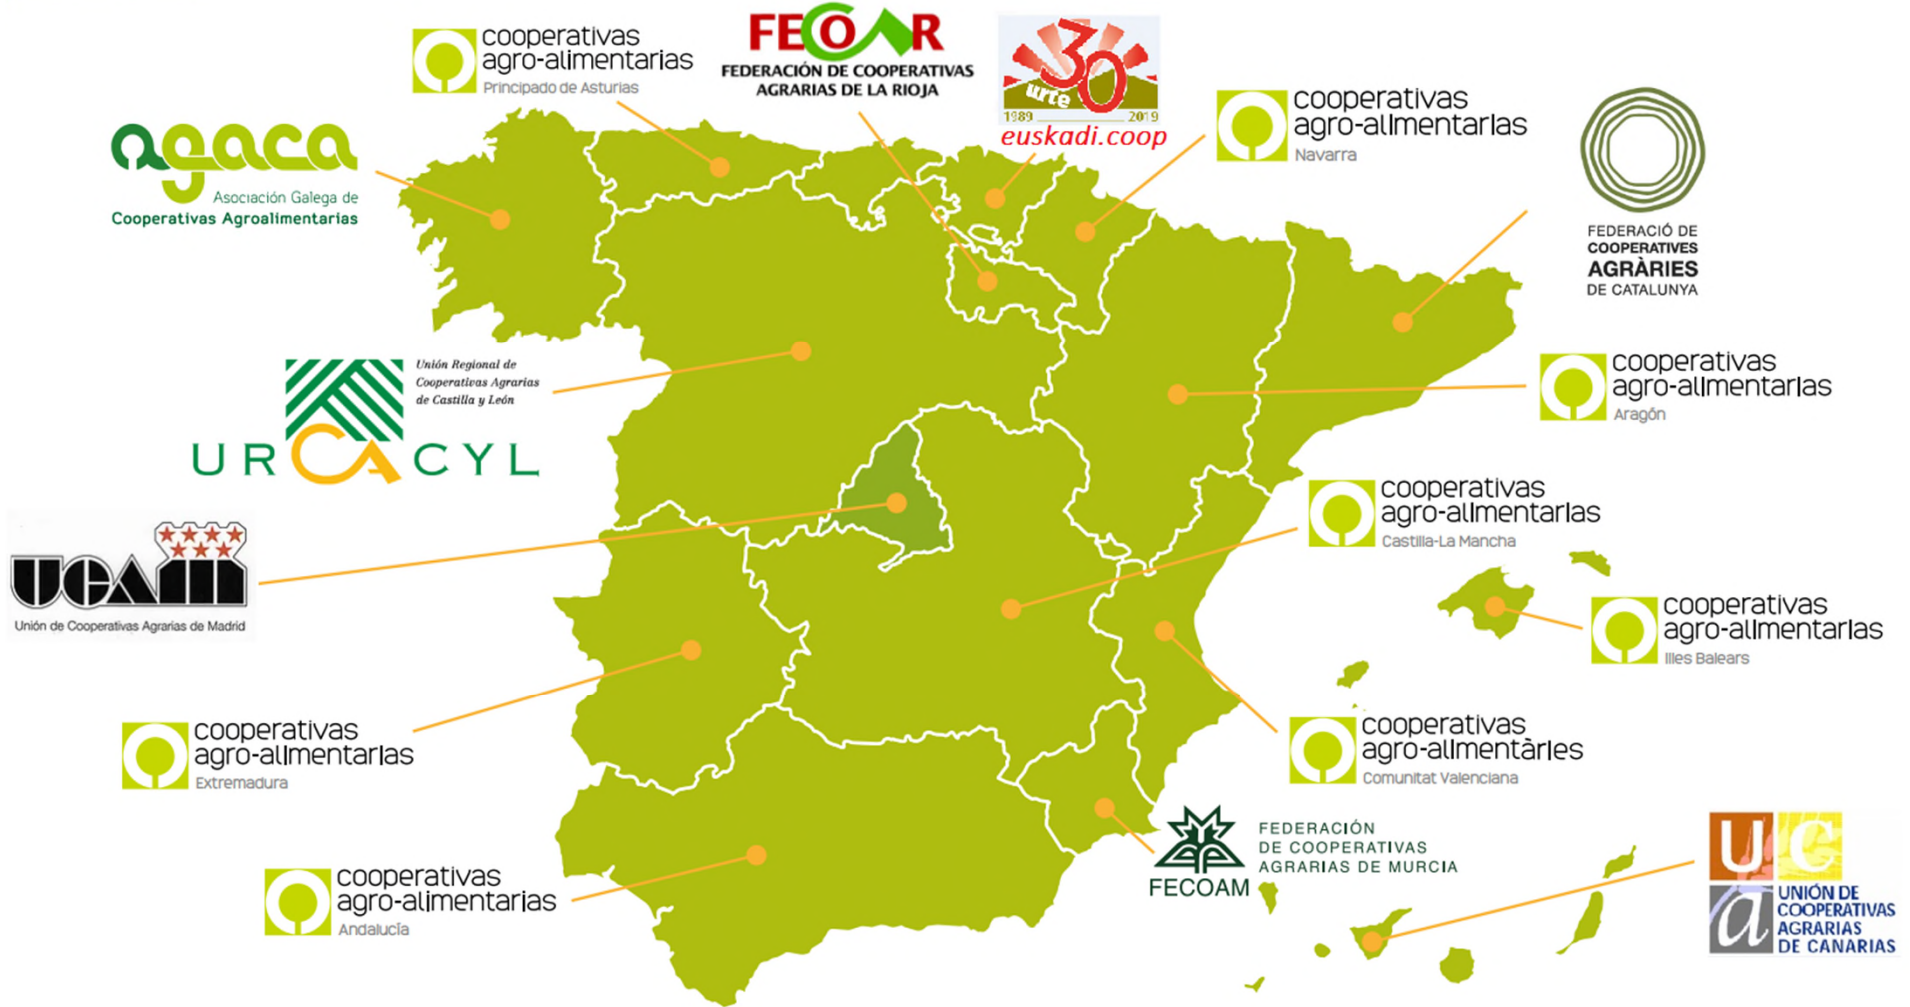 cooperativas
agro-alimentarias
Principado de Asturias
FECOAR
FEDERACIÓN DE COOPERATIVAS
AGRARIAS DE LA RIOJA
30
urte
1989 2019
euskadi.coop
cooperativas
agro-alimentarias
Navarra
FEDERACIÓ DE
COOPERATIVES
AGRÀRIES
DE CATALUNYA
agaca
Asociación Galega de
Cooperativas Agroalimentarias
Unión Regional de
Cooperativas Agrarias
de Castilla y León
URCACYL
cooperativas
agro-alimentarias
Aragón
cooperativas
agro-alimentarias
Castilla-La Mancha
UCAM
Unión de Cooperativas Agrarias de Madrid
cooperativas
agro-alimentarias
Illes Balears
cooperativas
agro-alimentarias
Extremadura
cooperativas
agro-alimentàries
Comunitat Valenciana
FEDERACIÓN
DE COOPERATIVAS
AGRARIAS DE MURCIA
FECOAM
cooperativas
agro-alimentarias
Andalucía
UCa
UNIÓN DE
COOPERATIVAS
AGRARIAS
DE CANARIAS